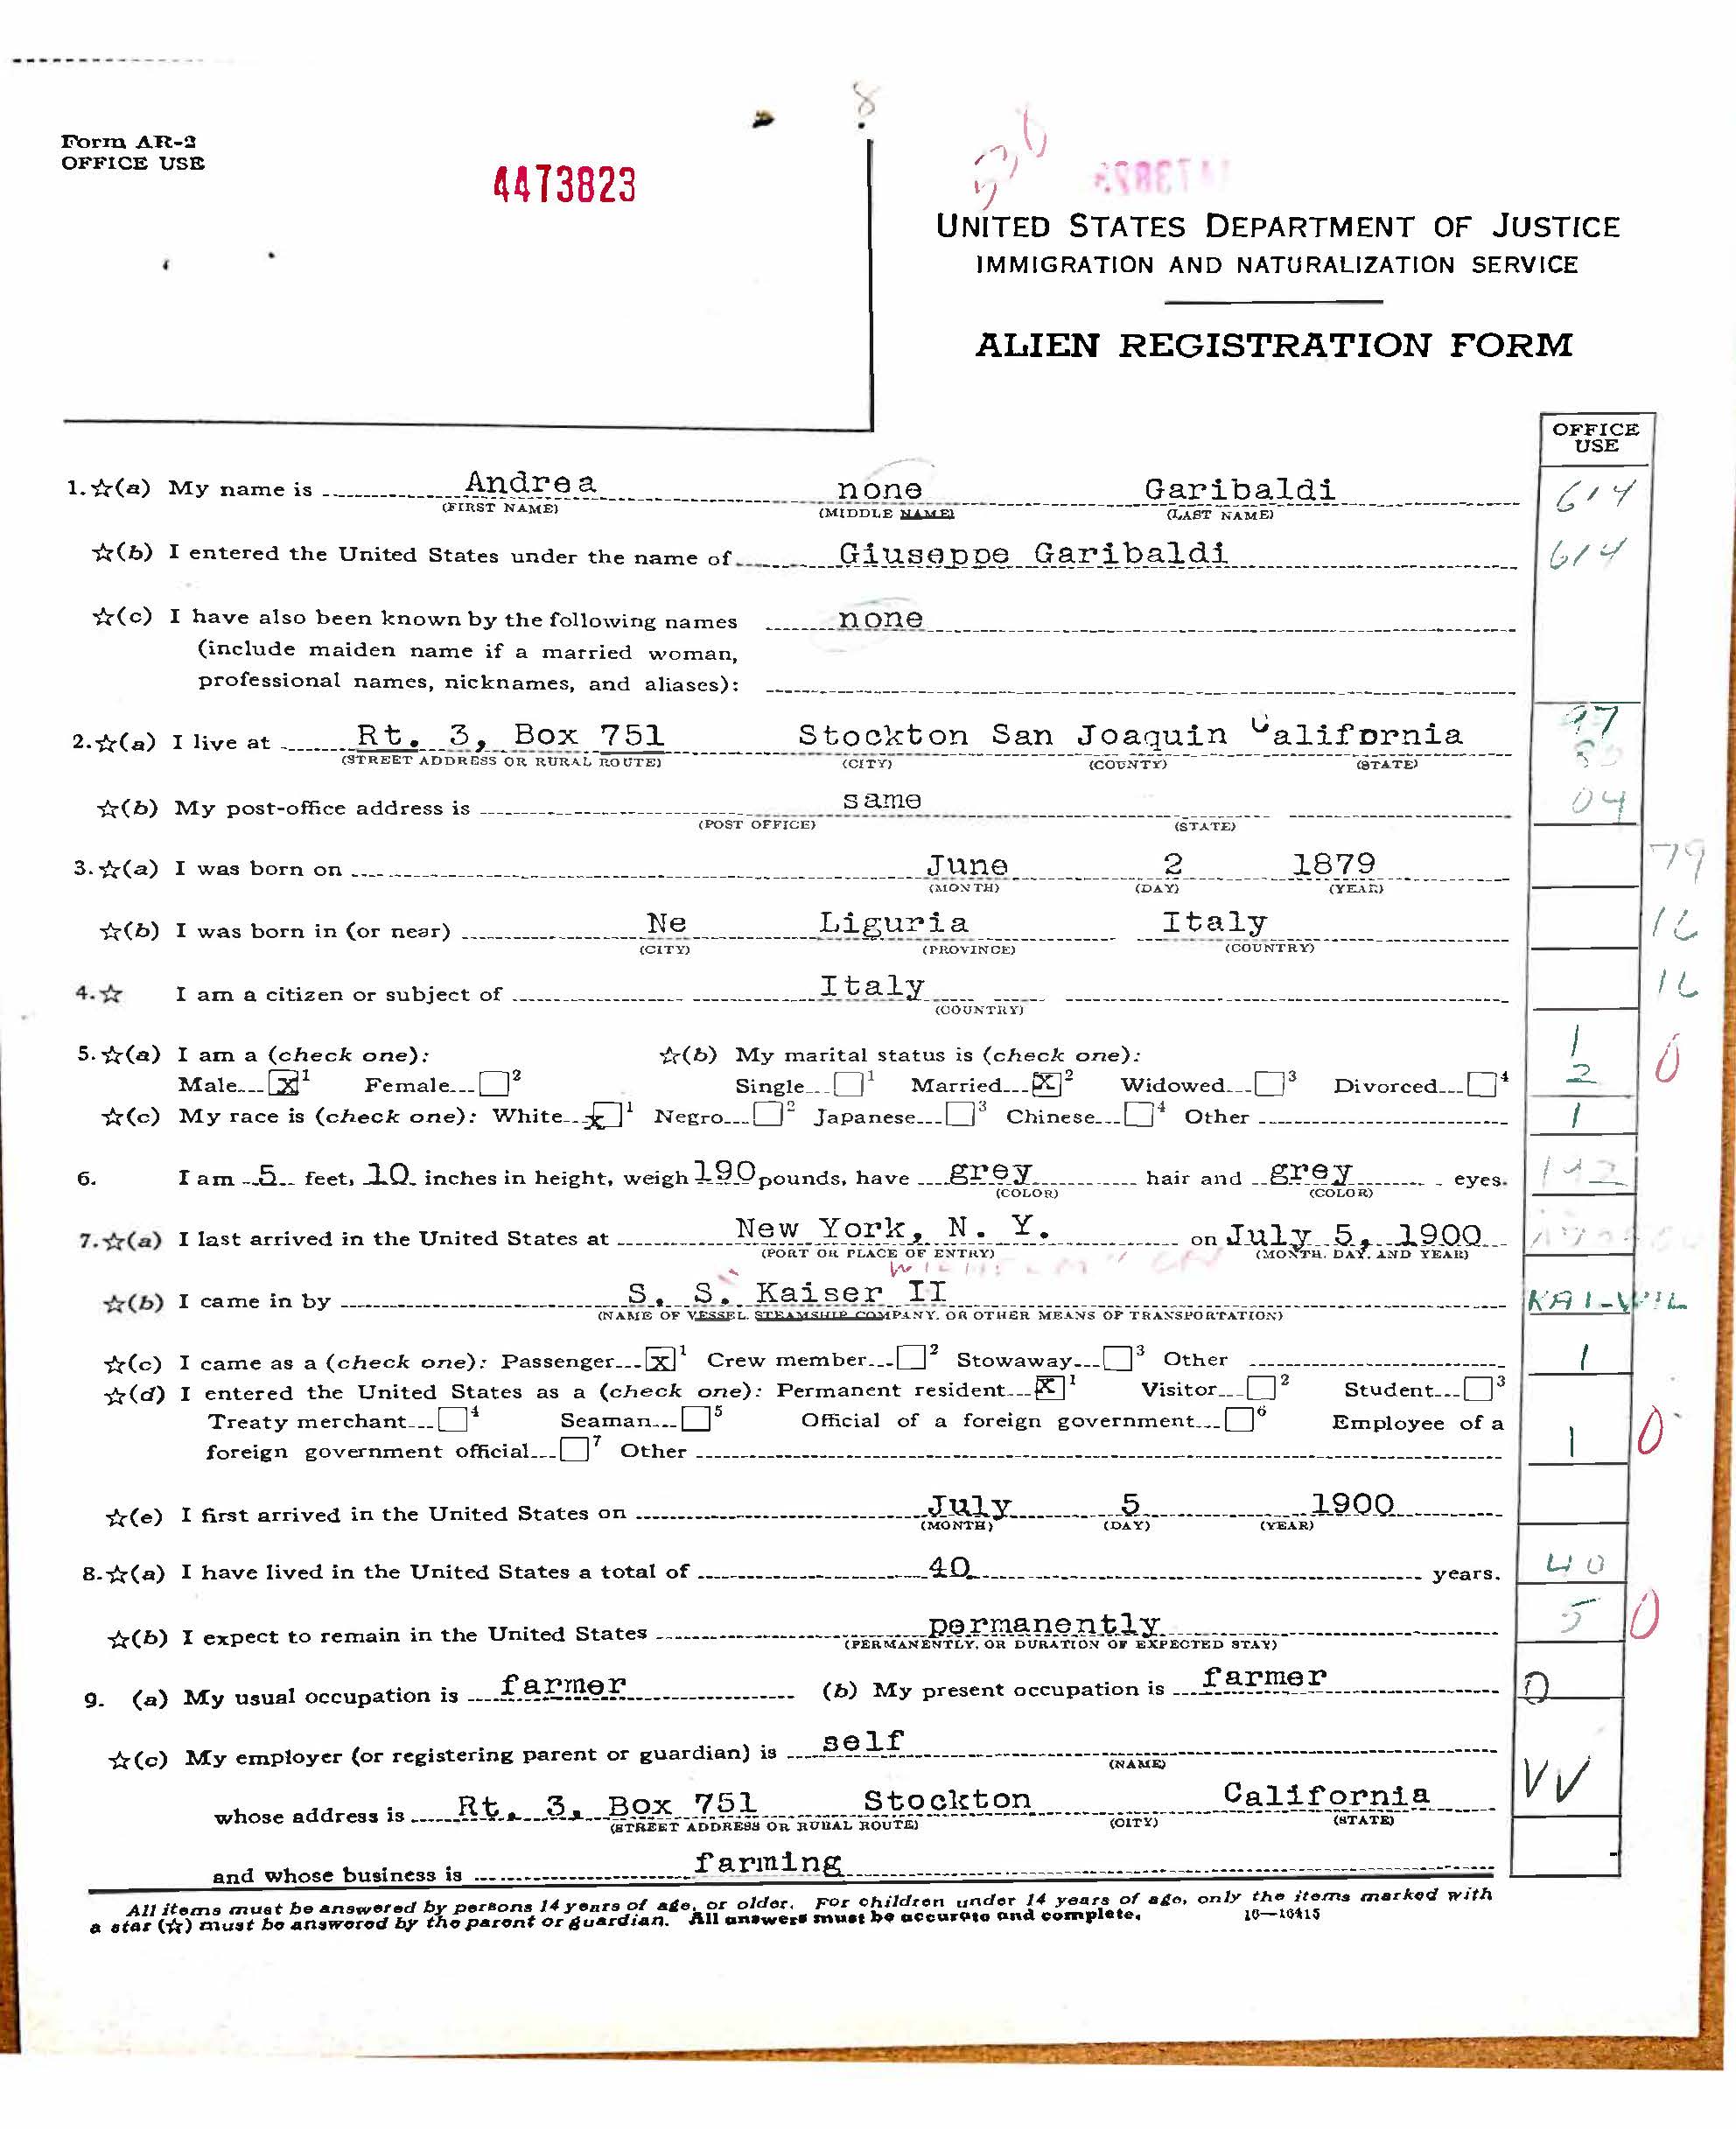 8
Form AR-2
OFFICE USE
4473823
530
4473823
UNITED STATES DEPARTMENT OF JUSTICE
IMMIGRATION AND NATURALIZATION SERVICE
ALIEN REGISTRATION FORM
OFFICE
USE
1.☆(a) My name is Andrea none Garibaldi 614
(FIRST NAME) (MIDDLE NAME) (LAST NAME)
☆(b) I entered the United States under the name of Giuseppe Garibaldi 614
☆(c) I have also been known by the following names none
(include maiden name if a married woman,
professional names, nicknames, and aliases):
2.☆(a) I live at Rt. 3, Box 751 Stockton San Joaquin California 97
(STREET ADDRESS OR RURAL ROUTE) (CITY) (COUNTY) (STATE)
☆(b) My post-office address is same 04
(POST OFFICE) (STATE)
3.☆(a) I was born on June 2 1879 79
(MONTH) (DAY) (YEAR)
☆(b) I was born in (or near) Ne Liguria Italy 16
(CITY) (PROVINCE) (COUNTRY)
4.☆ I am a citizen or subject of Italy 16
(COUNTRY)
5.☆(a) I am a (check one): ☆(b) My marital status is (check one): 1 0
Male X 1 Female 2 Single 1 Married X 2 Widowed 3 Divorced 4 2
☆(c) My race is (check one): White x 1 Negro 2 Japanese 3 Chinese 4 Other 1
6. I am 5 feet, 10 inches in height, weigh 190 pounds, have grey hair and grey eyes.
(COLOR) (COLOR)
7.☆(a) I last arrived in the United States at New York, N. Y. on July 5, 1900
(PORT OR PLACE OF ENTRY) (MONTH, DAY, AND YEAR)
☆(b) I came in by S. S. Kaiser II KAI-WIL
(NAME OF VESSEL, STEAMSHIP COMPANY, OR OTHER MEANS OF TRANSPORTATION)
☆(c) I came as a (check one): Passenger X 1 Crew member 2 Stowaway 3 Other 1
☆(d) I entered the United States as a (check one): Permanent resident X 1 Visitor 2 Student 3
Treaty merchant 4 Seaman 5 Official of a foreign government 6 Employee of a
foreign government official 7 Other 1 0
☆(e) I first arrived in the United States on July 5 1900
(MONTH) (DAY) (YEAR)
8.☆(a) I have lived in the United States a total of 40 years. 40
☆(b) I expect to remain in the United States permanently 5 0
(PERMANENTLY, OR DURATION OF EXPECTED STAY)
9. (a) My usual occupation is farmer (b) My present occupation is farmer 0
☆(c) My employer (or registering parent or guardian) is self
(NAME)
VV
whose address is Rt. 3, Box 751 Stockton California
(STREET ADDRESS OR RURAL ROUTE) (CITY) (STATE)
and whose business is farming
All items must be answered by persons 14 years of age, or older. For children under 14 years of age, only the items marked with
a star (☆) must be answered by the parent or guardian. All answers must be accurate and complete. 16—16415